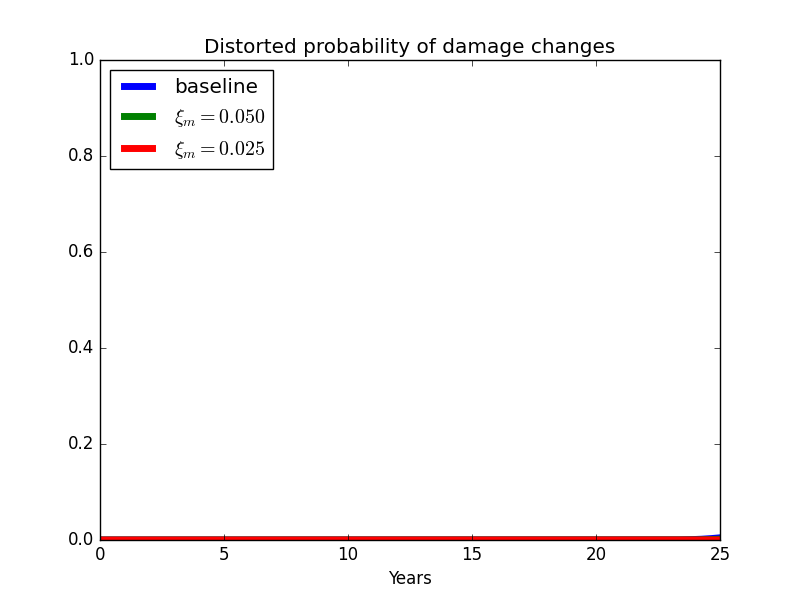 Distorted probability of damage changes
1.0
baseline
ξₘ = 0.050
ξₘ = 0.025
0.8
0.6
0.4
0.2
0.0
0 5 10 15 20 25
Years